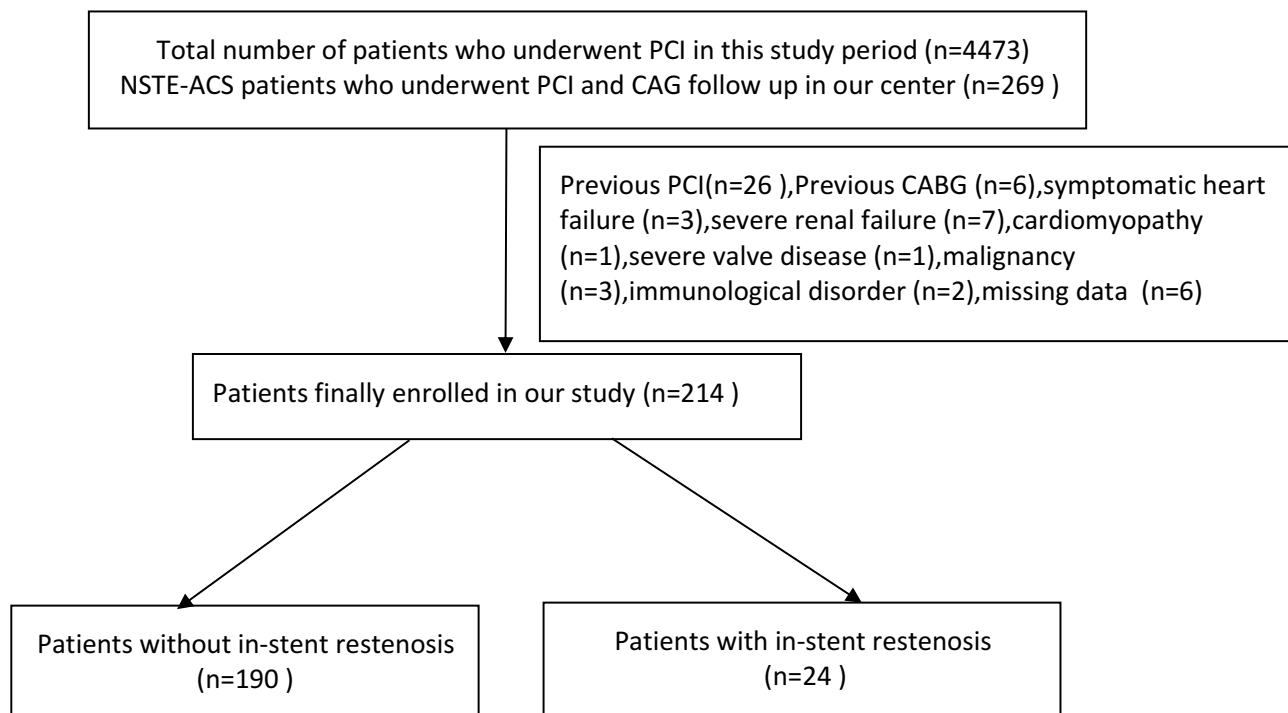 Total number of patients who underwent PCI in this study period (n=4473)
NSTE-ACS patients who underwent PCI and CAG follow up in our center (n=269 )
Previous PCI(n=26 ),Previous CABG (n=6),symptomatic heart
failure (n=3),severe renal failure (n=7),cardiomyopathy
(n=1),severe valve disease (n=1),malignancy
(n=3),immunological disorder (n=2),missing data  (n=6)
Patients finally enrolled in our study (n=214 )
Patients without in-stent restenosis
(n=190 )
Patients with in-stent restenosis
(n=24 )